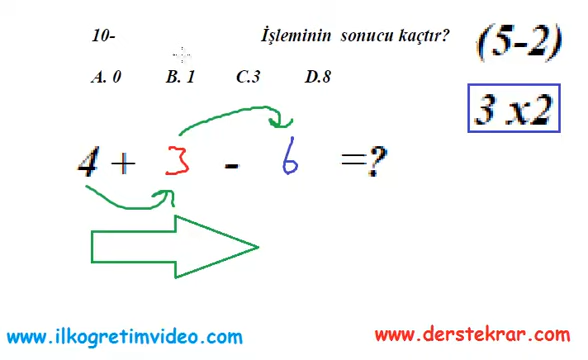 10- İşleminin sonucu kaçtır?
(5-2)
A. 0 B. 1 C.3 D.8
3 x2
4 + 3 - 6 =?
www.ilkogretimvideo.com www.derstekrar.com